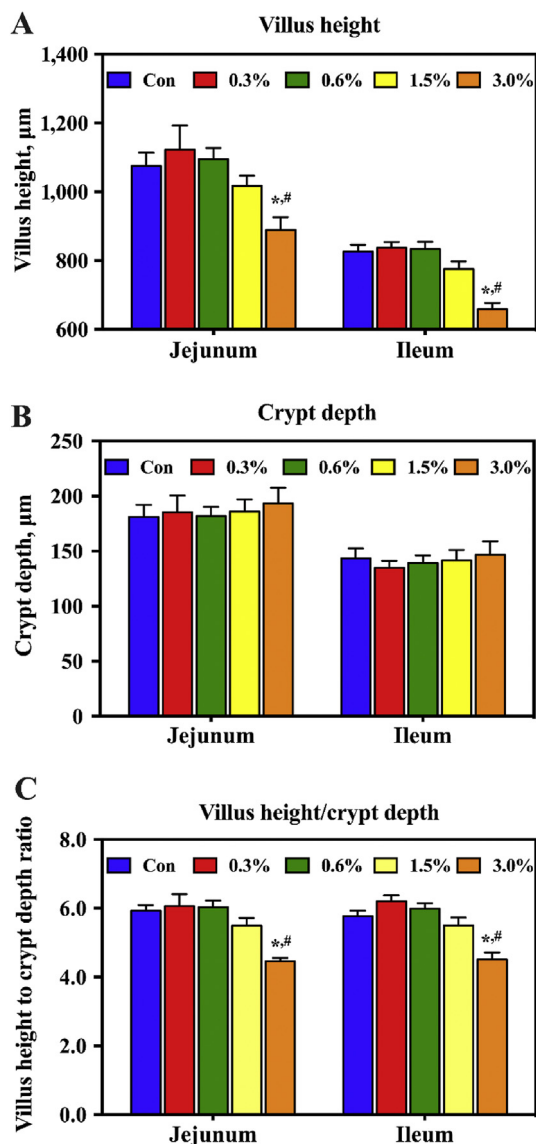 A
Villus height
Villus height, μm
1,400
1,200
1,000
800
600
Con 0.3% 0.6% 1.5% 3.0%
*,#
*,#
Jejunum Ileum
B
Crypt depth
Crypt depth, μm
250
200
150
100
50
0
Con 0.3% 0.6% 1.5% 3.0%
Jejunum Ileum
C
Villus height/crypt depth
Villus height to crypt depth ratio
8.0
6.0
4.0
2.0
0.0
Con 0.3% 0.6% 1.5% 3.0%
*,#
*,#
Jejunum Ileum